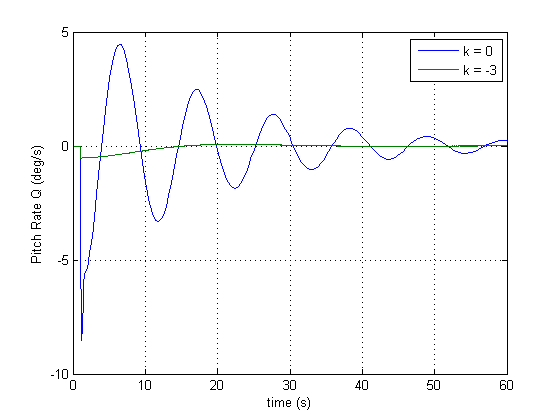 5
0
-5
-10
Pitch Rate Q (deg/s)
k = 0
k = -3
0 10 20 30 40 50 60
time (s)